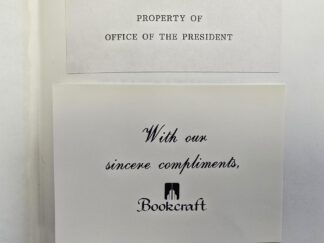 PROPERTY OF
OFFICE OF THE PRESIDENT
With our
sincere compliments,
Bookcraft